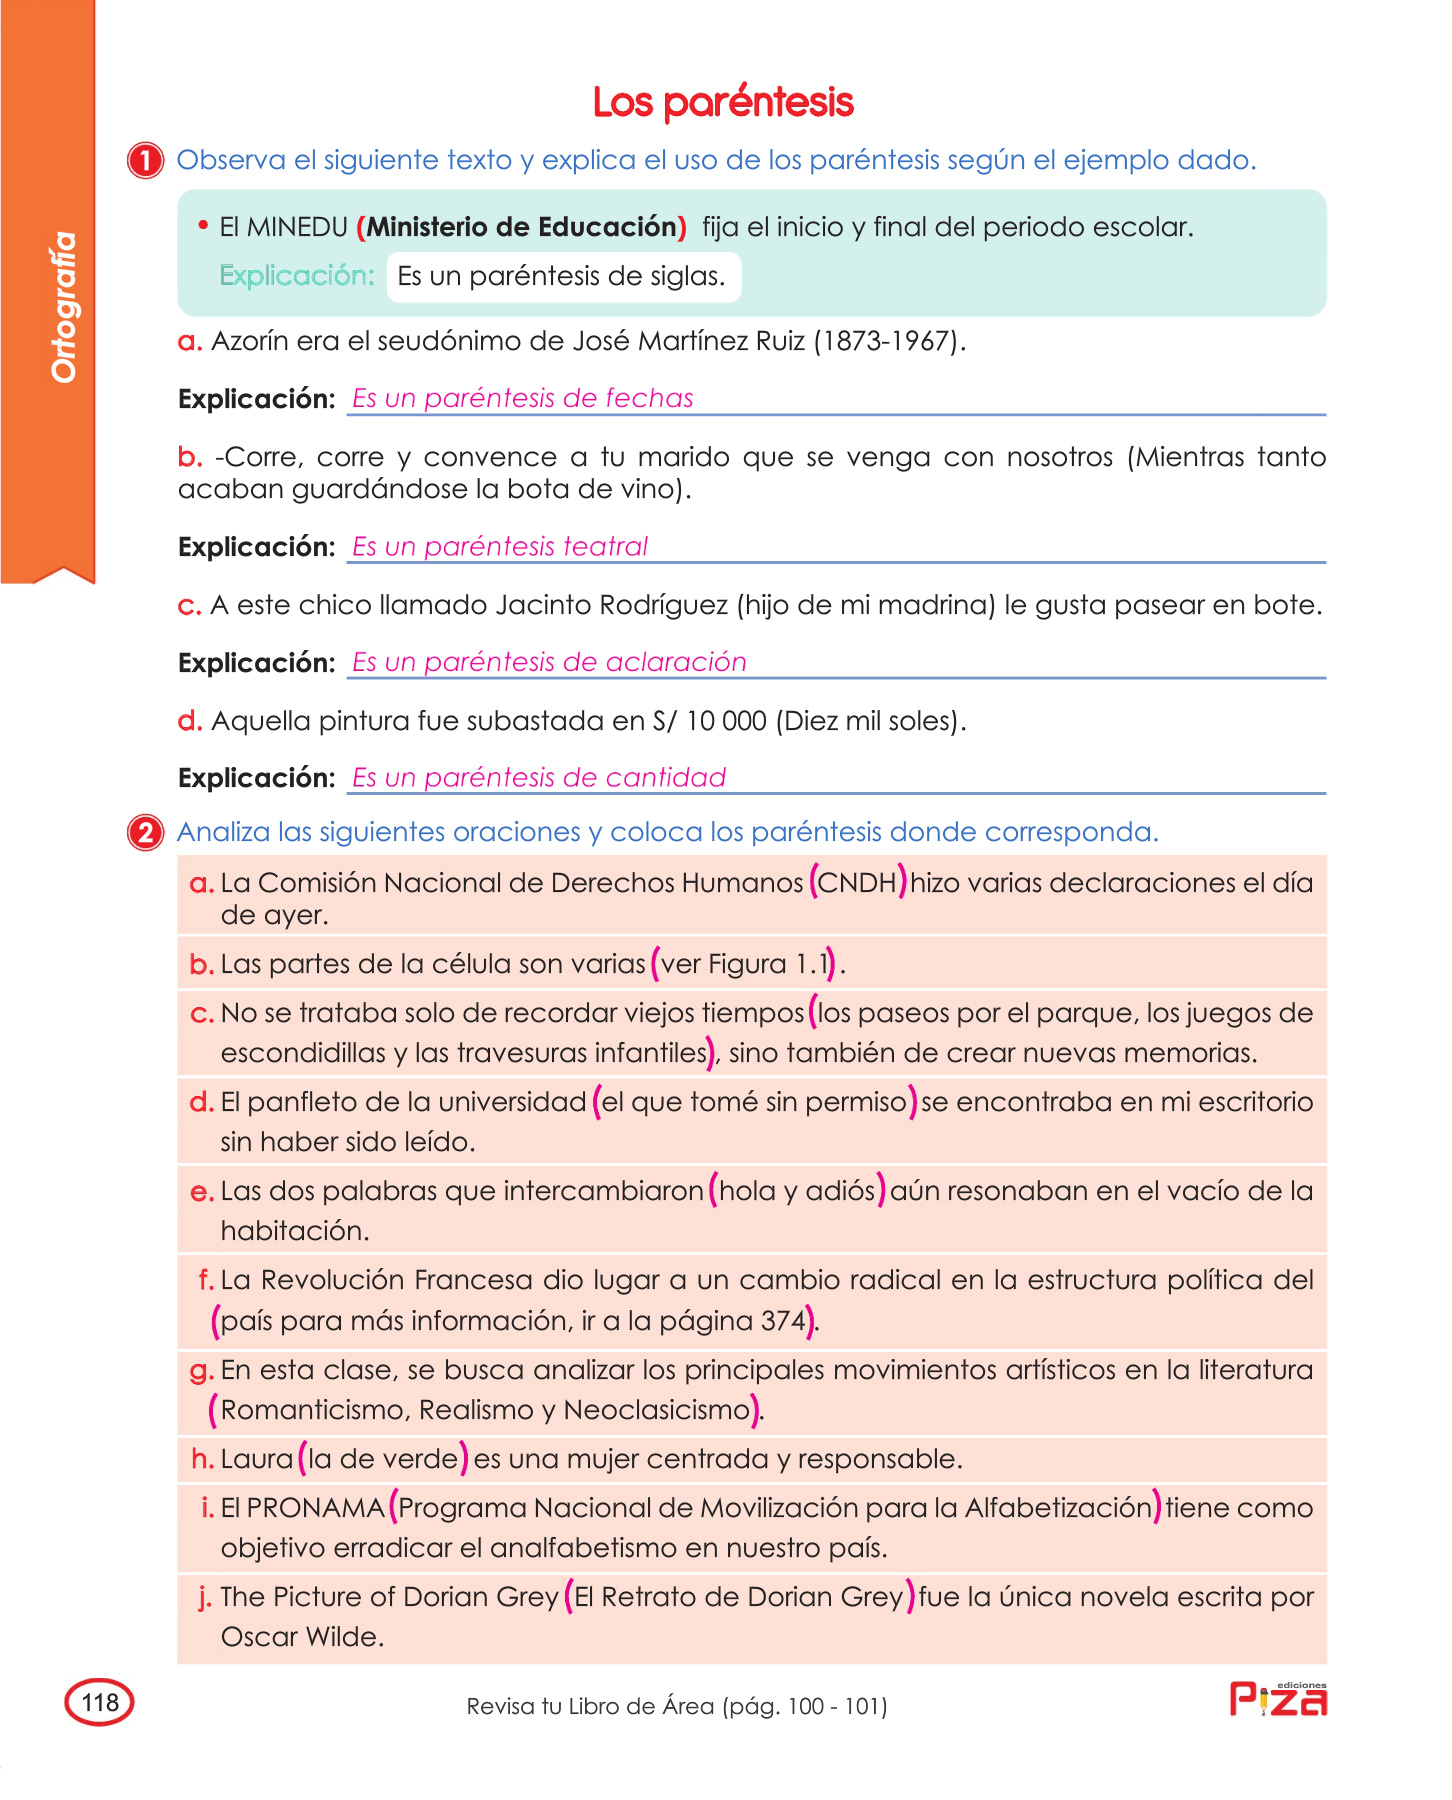 Los paréntesis
1 Observa el siguiente texto y explica el uso de los paréntesis según el ejemplo dado.
Ortografía
• El MINEDU (Ministerio de Educación) fija el inicio y final del periodo escolar.
Explicación: Es un paréntesis de siglas.
a. Azorín era el seudónimo de José Martínez Ruiz (1873-1967).
Explicación: Es un paréntesis de fechas
b. -Corre, corre y convence a tu marido que se venga con nosotros (Mientras tanto
acaban guardándose la bota de vino).
Explicación: Es un paréntesis teatral
c. A este chico llamado Jacinto Rodríguez (hijo de mi madrina) le gusta pasear en bote.
Explicación: Es un paréntesis de aclaración
d. Aquella pintura fue subastada en S/ 10 000 (Diez mil soles).
Explicación: Es un paréntesis de cantidad
2 Analiza las siguientes oraciones y coloca los paréntesis donde corresponda.
a. La Comisión Nacional de Derechos Humanos (CNDH) hizo varias declaraciones el día
de ayer.
b. Las partes de la célula son varias (ver Figura 1.1).
c. No se trataba solo de recordar viejos tiempos (los paseos por el parque, los juegos de
escondidillas y las travesuras infantiles), sino también de crear nuevas memorias.
d. El panfleto de la universidad (el que tomé sin permiso) se encontraba en mi escritorio
sin haber sido leído.
e. Las dos palabras que intercambiaron (hola y adiós) aún resonaban en el vacío de la
habitación.
f. La Revolución Francesa dio lugar a un cambio radical en la estructura política del
(país para más información, ir a la página 374).
g. En esta clase, se busca analizar los principales movimientos artísticos en la literatura
(Romanticismo, Realismo y Neoclasicismo).
h. Laura (la de verde) es una mujer centrada y responsable.
i. El PRONAMA (Programa Nacional de Movilización para la Alfabetización) tiene como
objetivo erradicar el analfabetismo en nuestro país.
j. The Picture of Dorian Grey (El Retrato de Dorian Grey) fue la única novela escrita por
Oscar Wilde.
118
Revisa tu Libro de Área (pág. 100 - 101)
ediciones
Piza